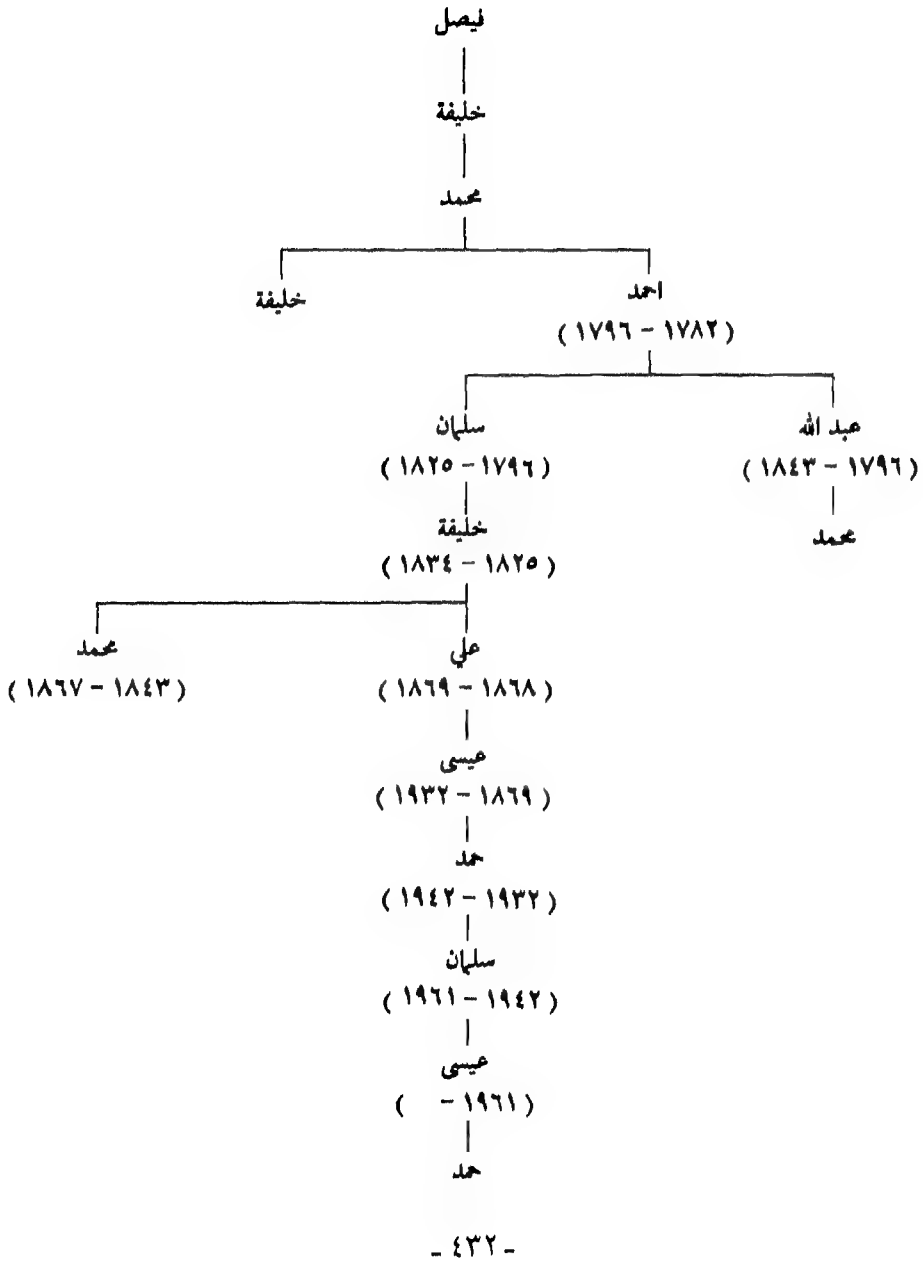 فيصل
خليفة
محمد
احمد
خليفة
(١٧٨٢ - ١٧٩٦)
عبد الله
سلمان
(١٧٩٦ - ١٨٤٣)
(١٧٩٦ - ١٨٢٥)
محمد
خليفة
(١٨٢٥ - ١٨٣٤)
علي
محمد
(١٨٦٨ - ١٨٦٩)
(١٨٤٣ - ١٨٦٧)
عيسى
(١٨٦٩ - ١٩٣٢)
حمد
(١٩٣٢ - ١٩٤٢)
سلمان
(١٩٤٢ - ١٩٦١)
عيسى
(١٩٦١ - )
حمد
- ٤٣٢ -